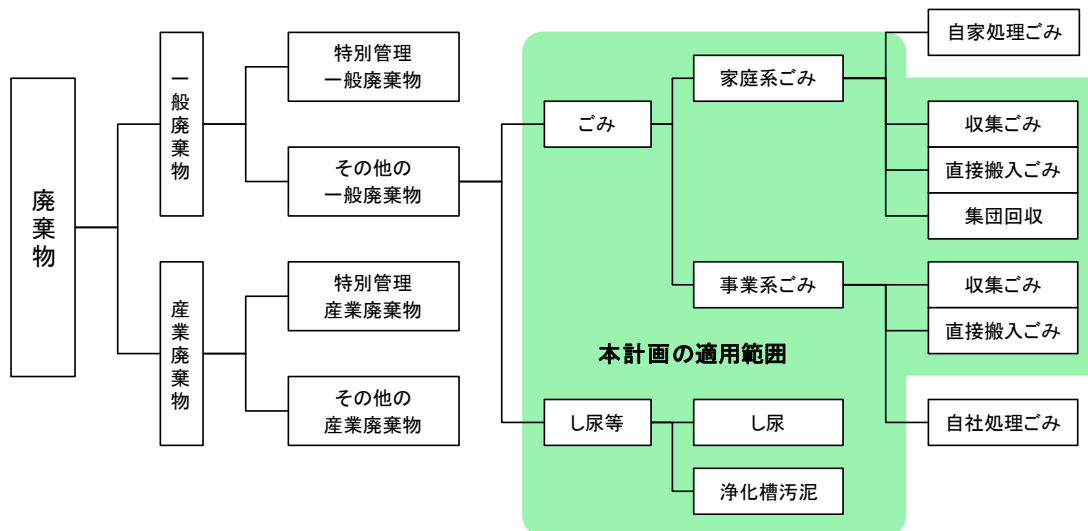 廃棄物
一般廃棄物
特別管理
一般廃棄物
その他の
一般廃棄物
産業廃棄物
特別管理
産業廃棄物
その他の
産業廃棄物
ごみ
家庭系ごみ
自家処理ごみ
収集ごみ
直接搬入ごみ
集団回収
事業系ごみ
収集ごみ
直接搬入ごみ
自社処理ごみ
本計画の適用範囲
し尿等
し尿
浄化槽汚泥